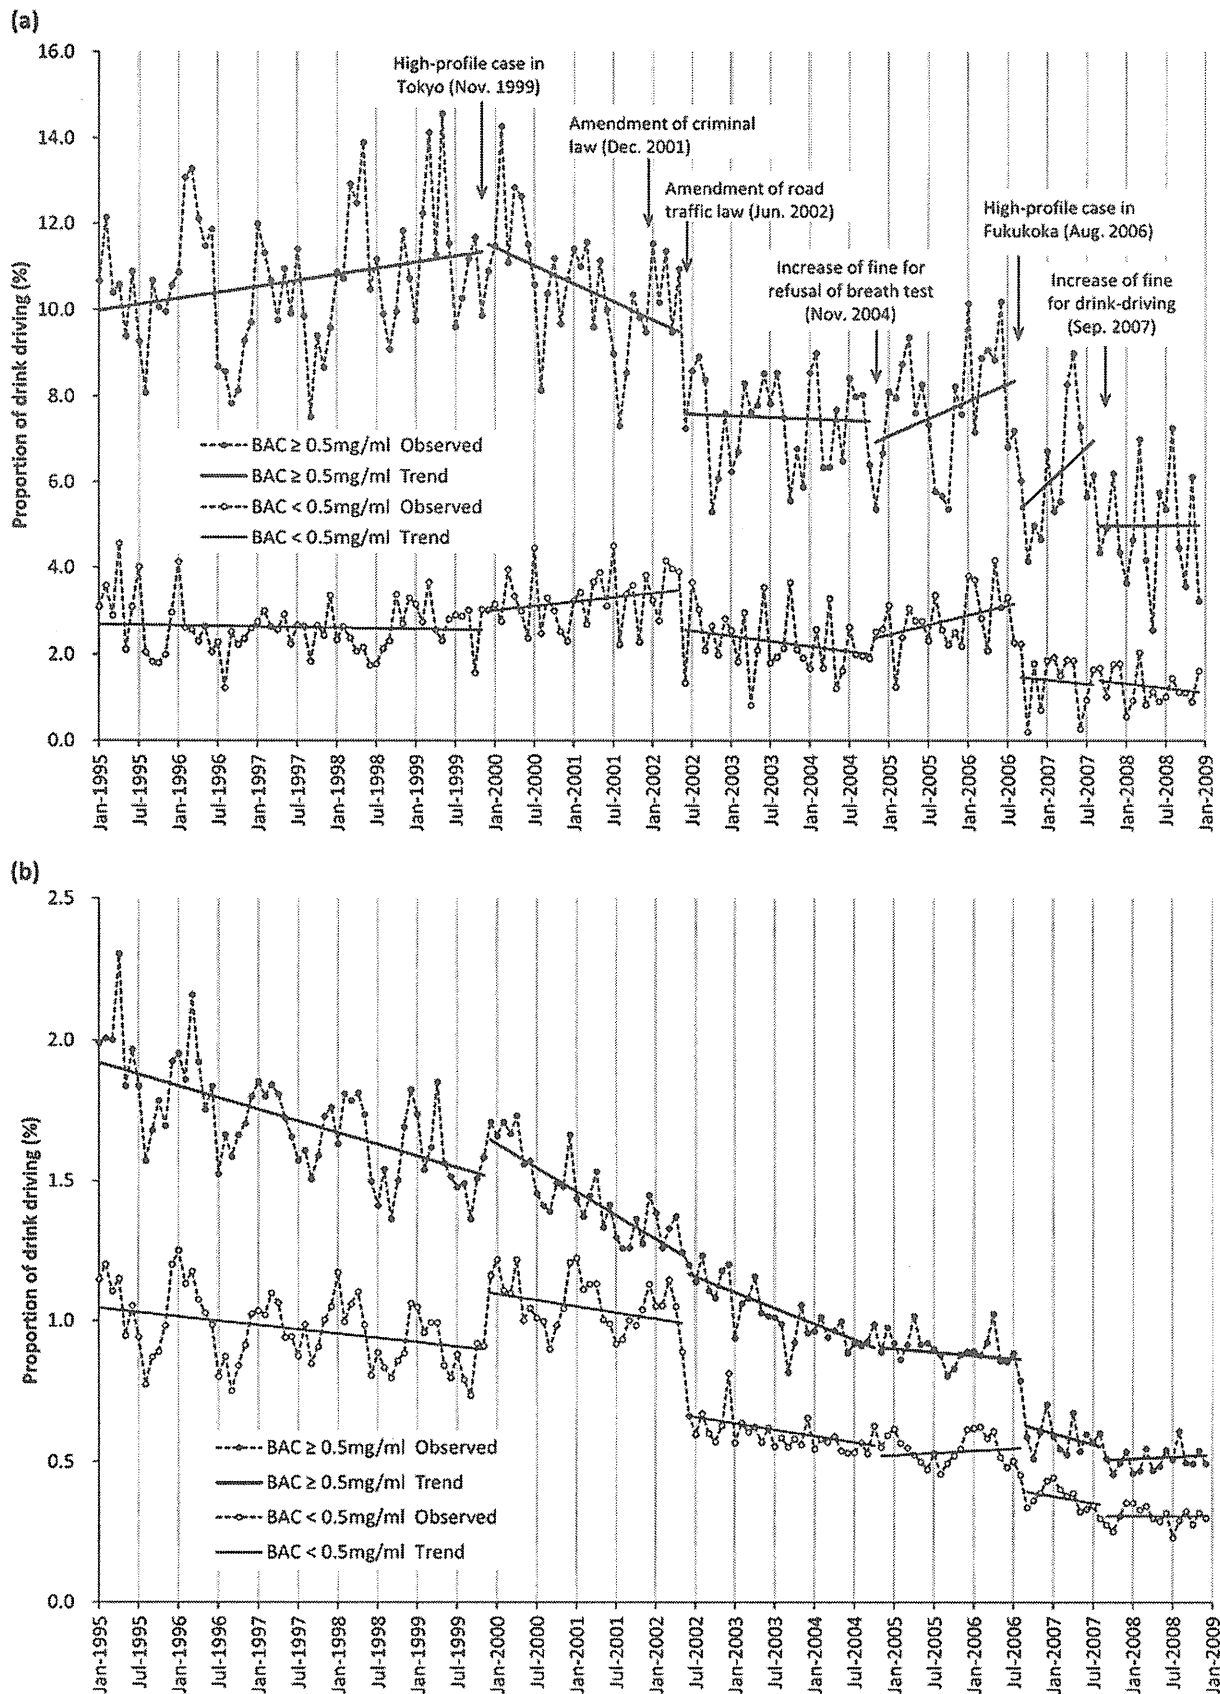 (a)
16.0
14.0
12.0
10.0
8.0
6.0
4.0
2.0
0.0
Proportion of drink driving (%)
High-profile case in
Tokyo (Nov. 1999)
Amendment of criminal
law (Dec. 2001)
Amendment of road
traffic law (Jun. 2002)
Increase of fine for
refusal of breath test
(Nov. 2004)
High-profile case in
Fukukoka (Aug. 2006)
Increase of fine
for drink-driving
(Sep. 2007)
BAC ≥ 0.5mg/ml Observed
BAC ≥ 0.5mg/ml Trend
BAC < 0.5mg/ml Observed
BAC < 0.5mg/ml Trend
Jan-1995
Jul-1995
Jan-1996
Jul-1996
Jan-1997
Jul-1997
Jan-1998
Jul-1998
Jan-1999
Jul-1999
Jan-2000
Jul-2000
Jan-2001
Jul-2001
Jan-2002
Jul-2002
Jan-2003
Jul-2003
Jan-2004
Jul-2004
Jan-2005
Jul-2005
Jan-2006
Jul-2006
Jan-2007
Jul-2007
Jan-2008
Jul-2008
Jan-2009
(b)
2.5
2.0
1.5
1.0
0.5
0.0
Proportion of drink driving (%)
BAC ≥ 0.5mg/ml Observed
BAC ≥ 0.5mg/ml Trend
BAC < 0.5mg/ml Observed
BAC < 0.5mg/ml Trend
Jan-1995
Jul-1995
Jan-1996
Jul-1996
Jan-1997
Jul-1997
Jan-1998
Jul-1998
Jan-1999
Jul-1999
Jan-2000
Jul-2000
Jan-2001
Jul-2001
Jan-2002
Jul-2002
Jan-2003
Jul-2003
Jan-2004
Jul-2004
Jan-2005
Jul-2005
Jan-2006
Jul-2006
Jan-2007
Jul-2007
Jan-2008
Jul-2008
Jan-2009